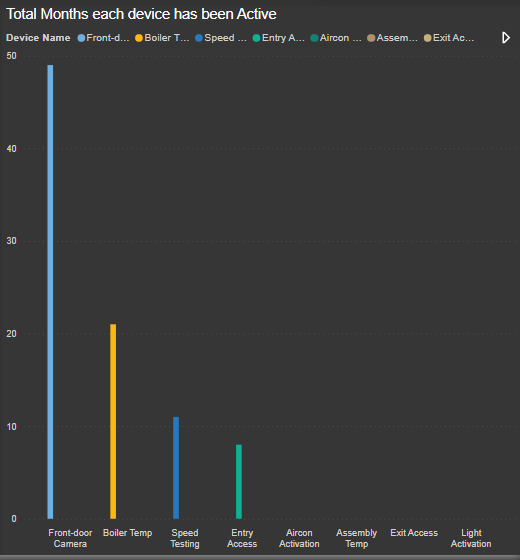 Total Months each device has been Active
Device Name Front-d... Boiler T... Speed ... Entry A... Aircon ... Assem... Exit Ac...
50
40
30
20
10
0
Front-door Camera
Boiler Temp
Speed Testing
Entry Access
Aircon Activation
Assembly Temp
Exit Access
Light Activation